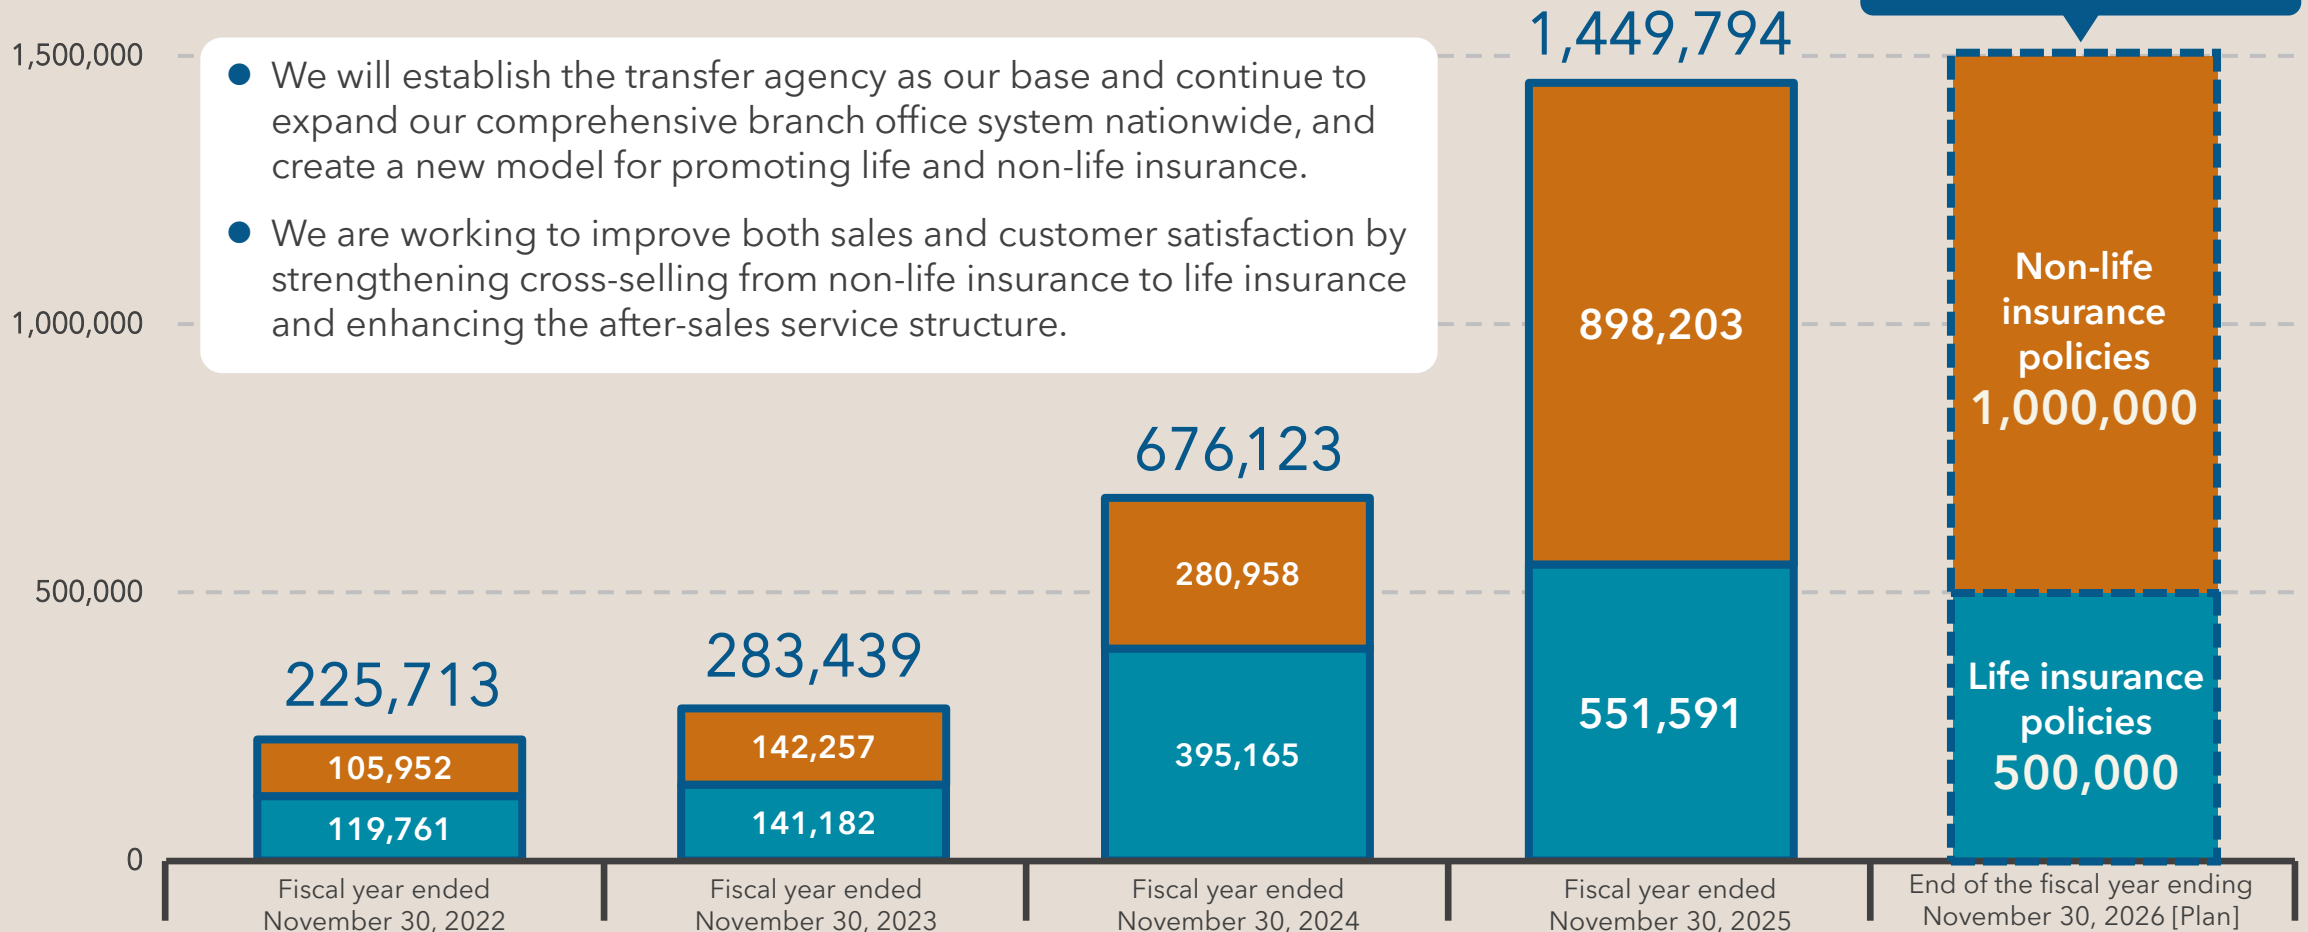 We will establish the transfer agency as our base and continue to
expand our comprehensive branch office system nationwide, and
create a new model for promoting life and non-life insurance.
We are working to improve both sales and customer satisfaction by
strengthening cross-selling from non-life insurance to life insurance
and enhancing the after-sales service structure.
1,500,000
1,000,000
500,000
0
225,713
105,952
119,761
Fiscal year ended
November 30, 2022
283,439
142,257
141,182
Fiscal year ended
November 30, 2023
676,123
280,958
395,165
Fiscal year ended
November 30, 2024
1,449,794
898,203
551,591
Fiscal year ended
November 30, 2025
Non-life
insurance
policies
1,000,000
Life insurance
policies
500,000
End of the fiscal year ending
November 30, 2026 [Plan]